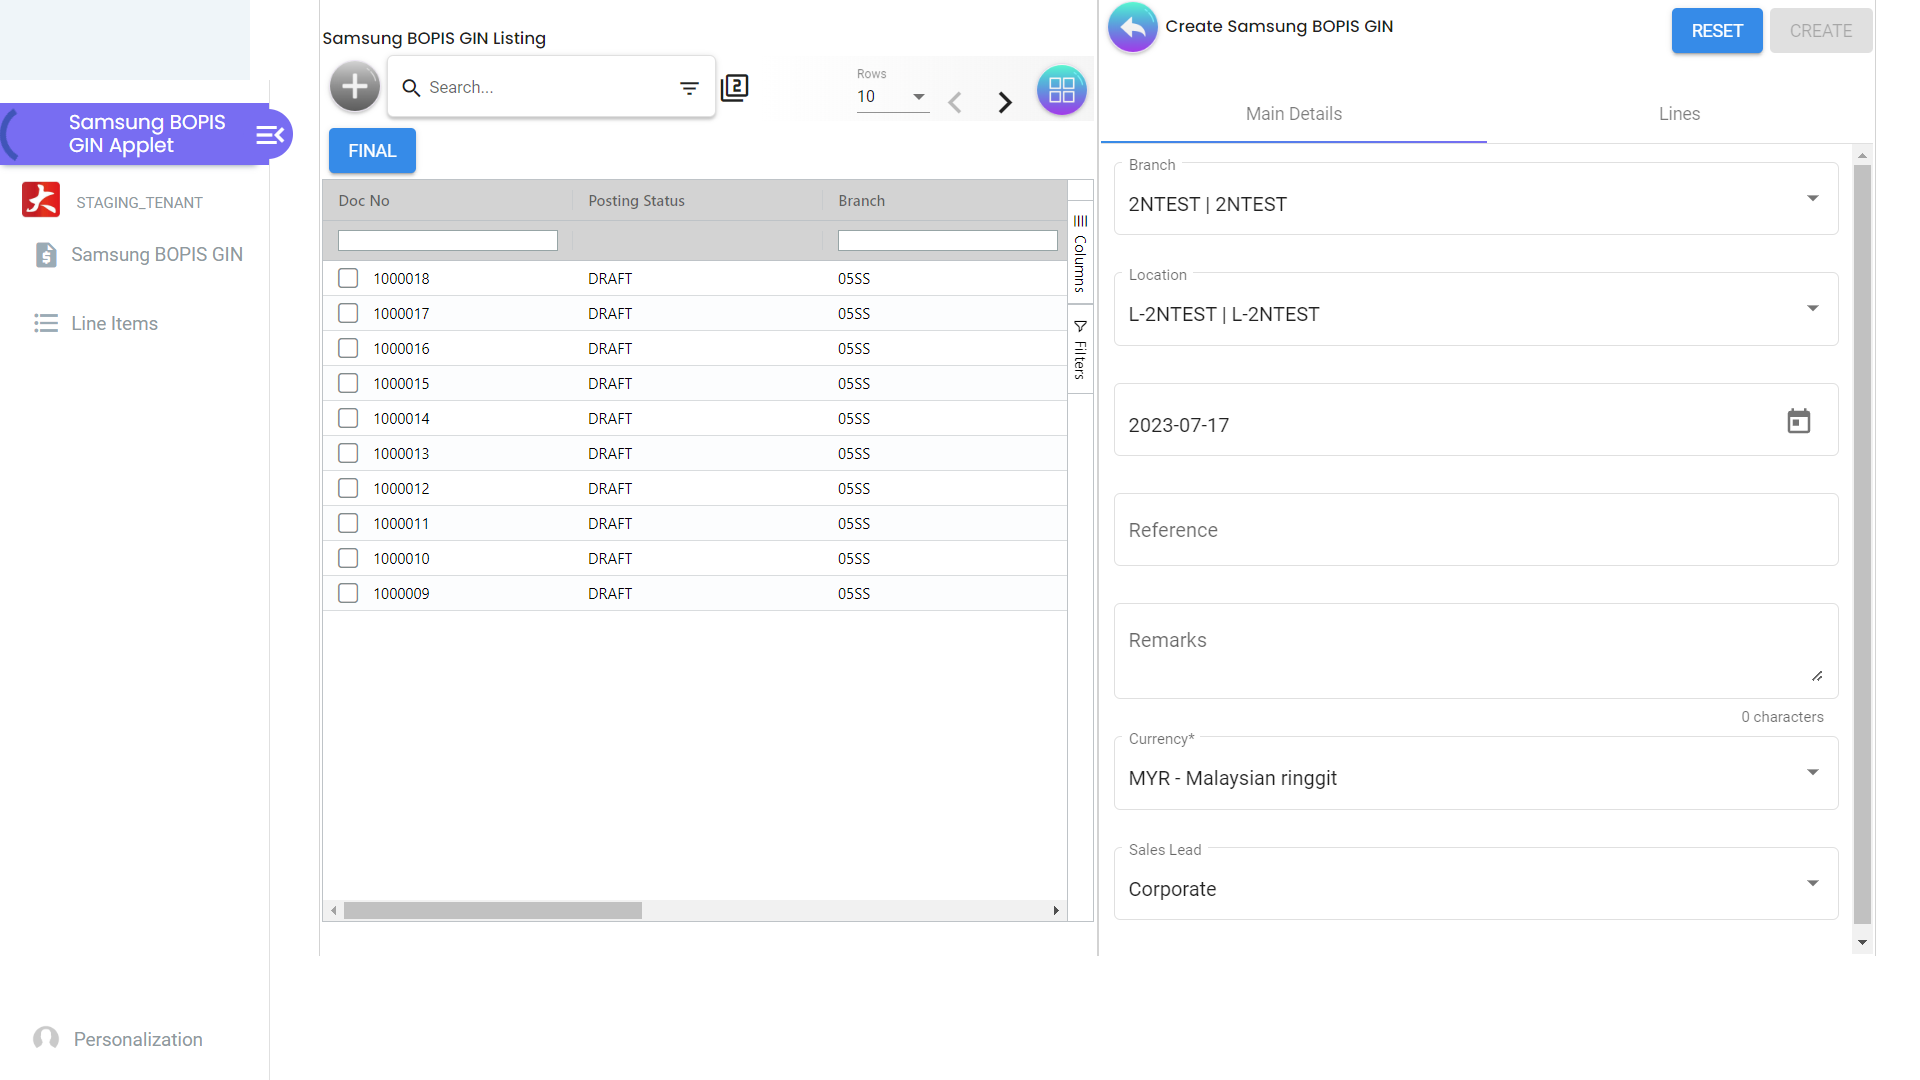 Samsung BOPIS
GIN Applet
STAGING_TENANT
Samsung BOPIS GIN
Line Items
Personalization
Samsung BOPIS GIN Listing
Search...
2
Rows
10
FINAL
Doc No Posting Status Branch
1000018 DRAFT 05SS
1000017 DRAFT 05SS
1000016 DRAFT 05SS
1000015 DRAFT 05SS
1000014 DRAFT 05SS
1000013 DRAFT 05SS
1000012 DRAFT 05SS
1000011 DRAFT 05SS
1000010 DRAFT 05SS
1000009 DRAFT 05SS
Columns
Filters
Create Samsung BOPIS GIN
RESET
CREATE
Main Details
Lines
Branch
2NTEST | 2NTEST
Location
L-2NTEST | L-2NTEST
2023-07-17
Reference
Remarks
0 characters
Currency*
MYR - Malaysian ringgit
Sales Lead
Corporate